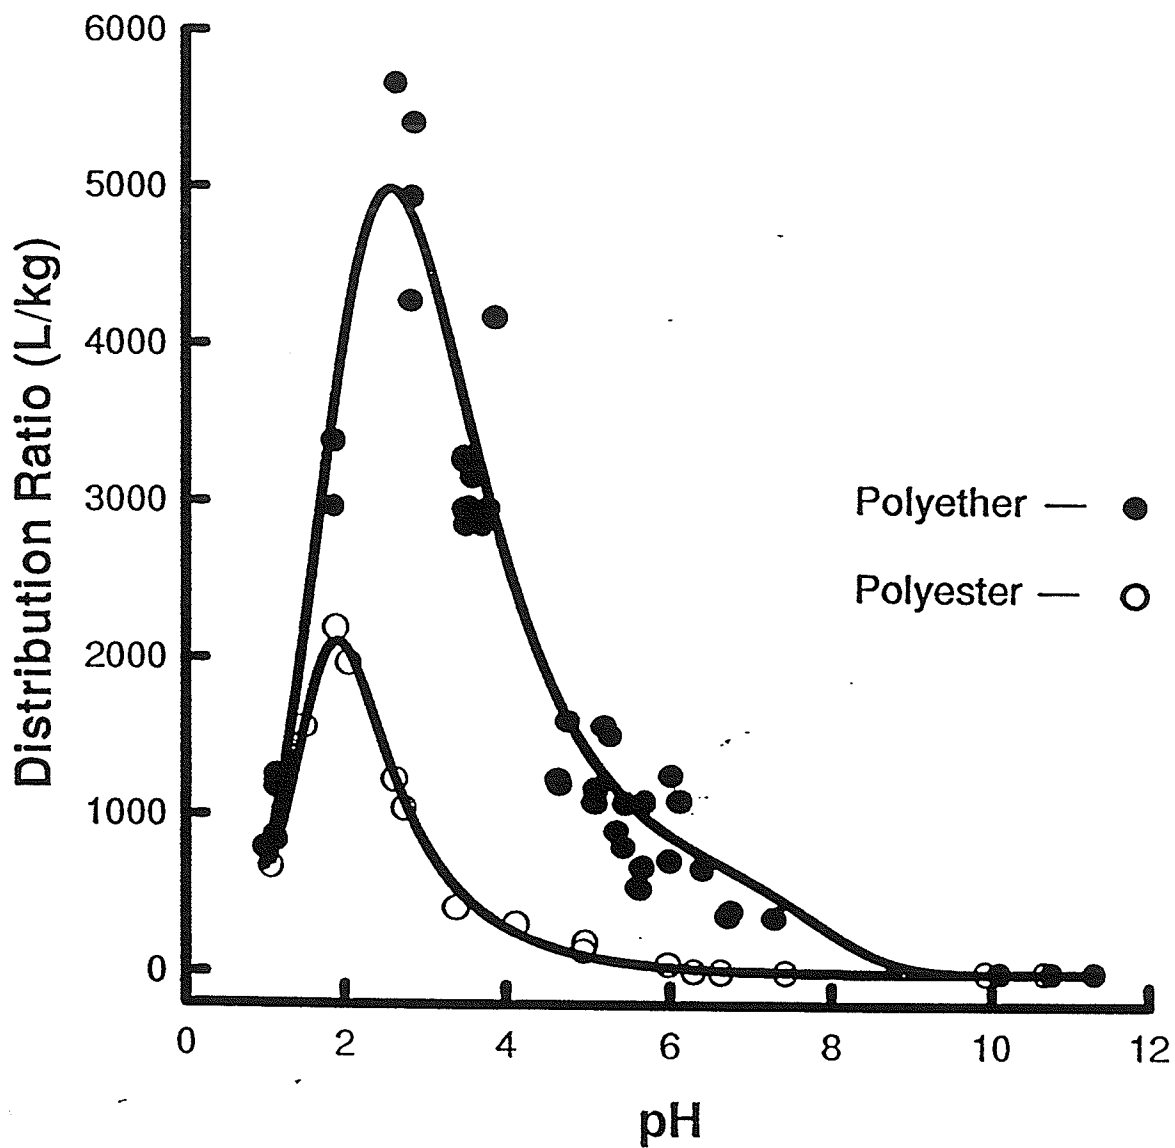 6000
5000
4000
3000
2000
1000
0
Distribution Ratio (L/kg)
Polyether — ●
Polyester — ○
0 2 4 6 8 10 12
pH